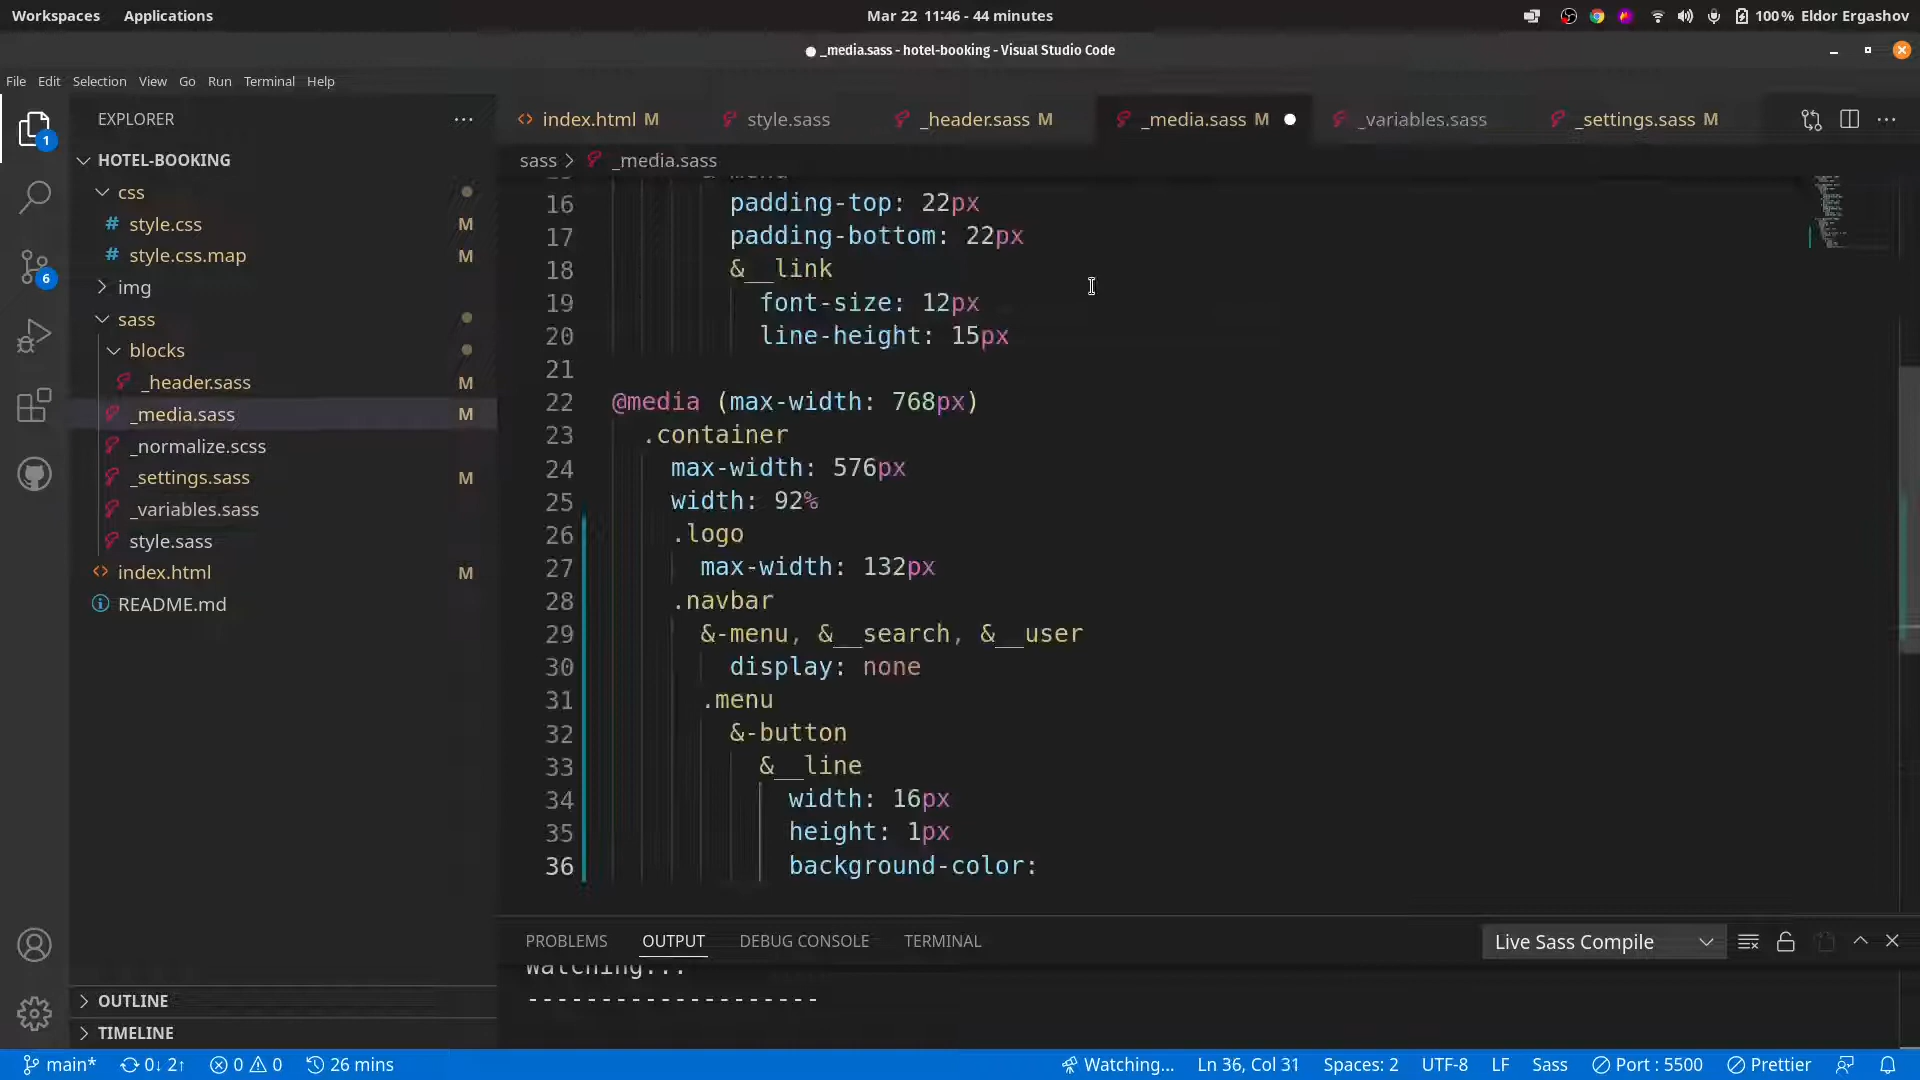 Workspaces Applications Mar 22 11:46 - 44 minutes 100% Eldor Ergashov
_media.sass - hotel-booking - Visual Studio Code
File Edit Selection View Go Run Terminal Help
EXPLORER
index.html M style.sass _header.sass M _media.sass M _variables.sass _settings.sass M
HOTEL-BOOKING
sass > _media.sass
css
# style.css M
# style.css.map M
img
sass
blocks
_header.sass M
_media.sass M
_normalize.scss
_settings.sass M
_variables.sass
style.sass
index.html M
README.md
OUTLINE
TIMELINE
1
6
16 padding-top: 22px
17 padding-bottom: 22px
18 &__link
19 font-size: 12px
20 line-height: 15px
21
22 @media (max-width: 768px)
23 .container
24 max-width: 576px
25 width: 92%
26 .logo
27 max-width: 132px
28 .navbar
29 &-menu, &__search, &__user
30 display: none
31 .menu
32 &-button
33 &__line
34 width: 16px
35 height: 1px
36 background-color:
PROBLEMS OUTPUT DEBUG CONSOLE TERMINAL Live Sass Compile
Watching...
--------------------
main* 0↓ 2↑ 0 0 26 mins Watching... Ln 36, Col 31 Spaces: 2 UTF-8 LF Sass Port : 5500 Prettier